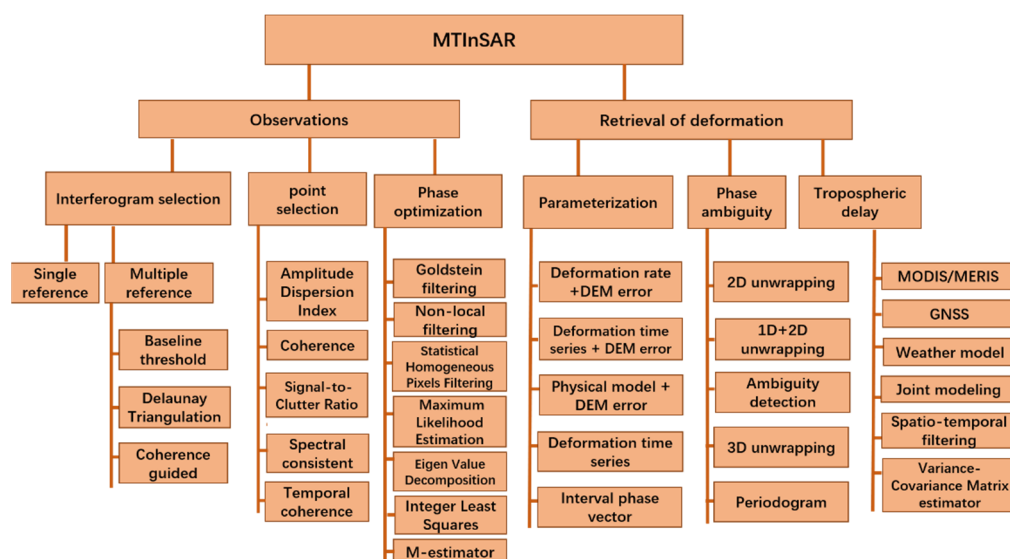 MTInSAR
Observations
Retrieval of deformation
Interferogram selection
point
selection
Phase
optimization
Parameterization
Phase
ambiguity
Tropospheric
delay
Single
reference
Multiple
reference
Baseline
threshold
Delaunay
Triangulation
Coherence
guided
Amplitude
Dispersion
Index
Coherence
Signal-to-
Clutter Ratio
Spectral
consistent
Temporal
coherence
Goldstein
filtering
Non-local
filtering
Statistical
Homogeneous
Pixels Filtering
Maximum
Likelihood
Estimation
Eigen Value
Decomposition
Integer Least
Squares
M-estimator
Deformation rate
+DEM error
Deformation time
series + DEM error
Physical model +
DEM error
Deformation time
series
Interval phase
vector
2D unwrapping
1D+2D
unwrapping
Ambiguity
detection
3D unwrapping
Periodogram
MODIS/MERIS
GNSS
Weather model
Joint modeling
Spatio-temporal
filtering
Variance-
Covariance Matrix
estimator